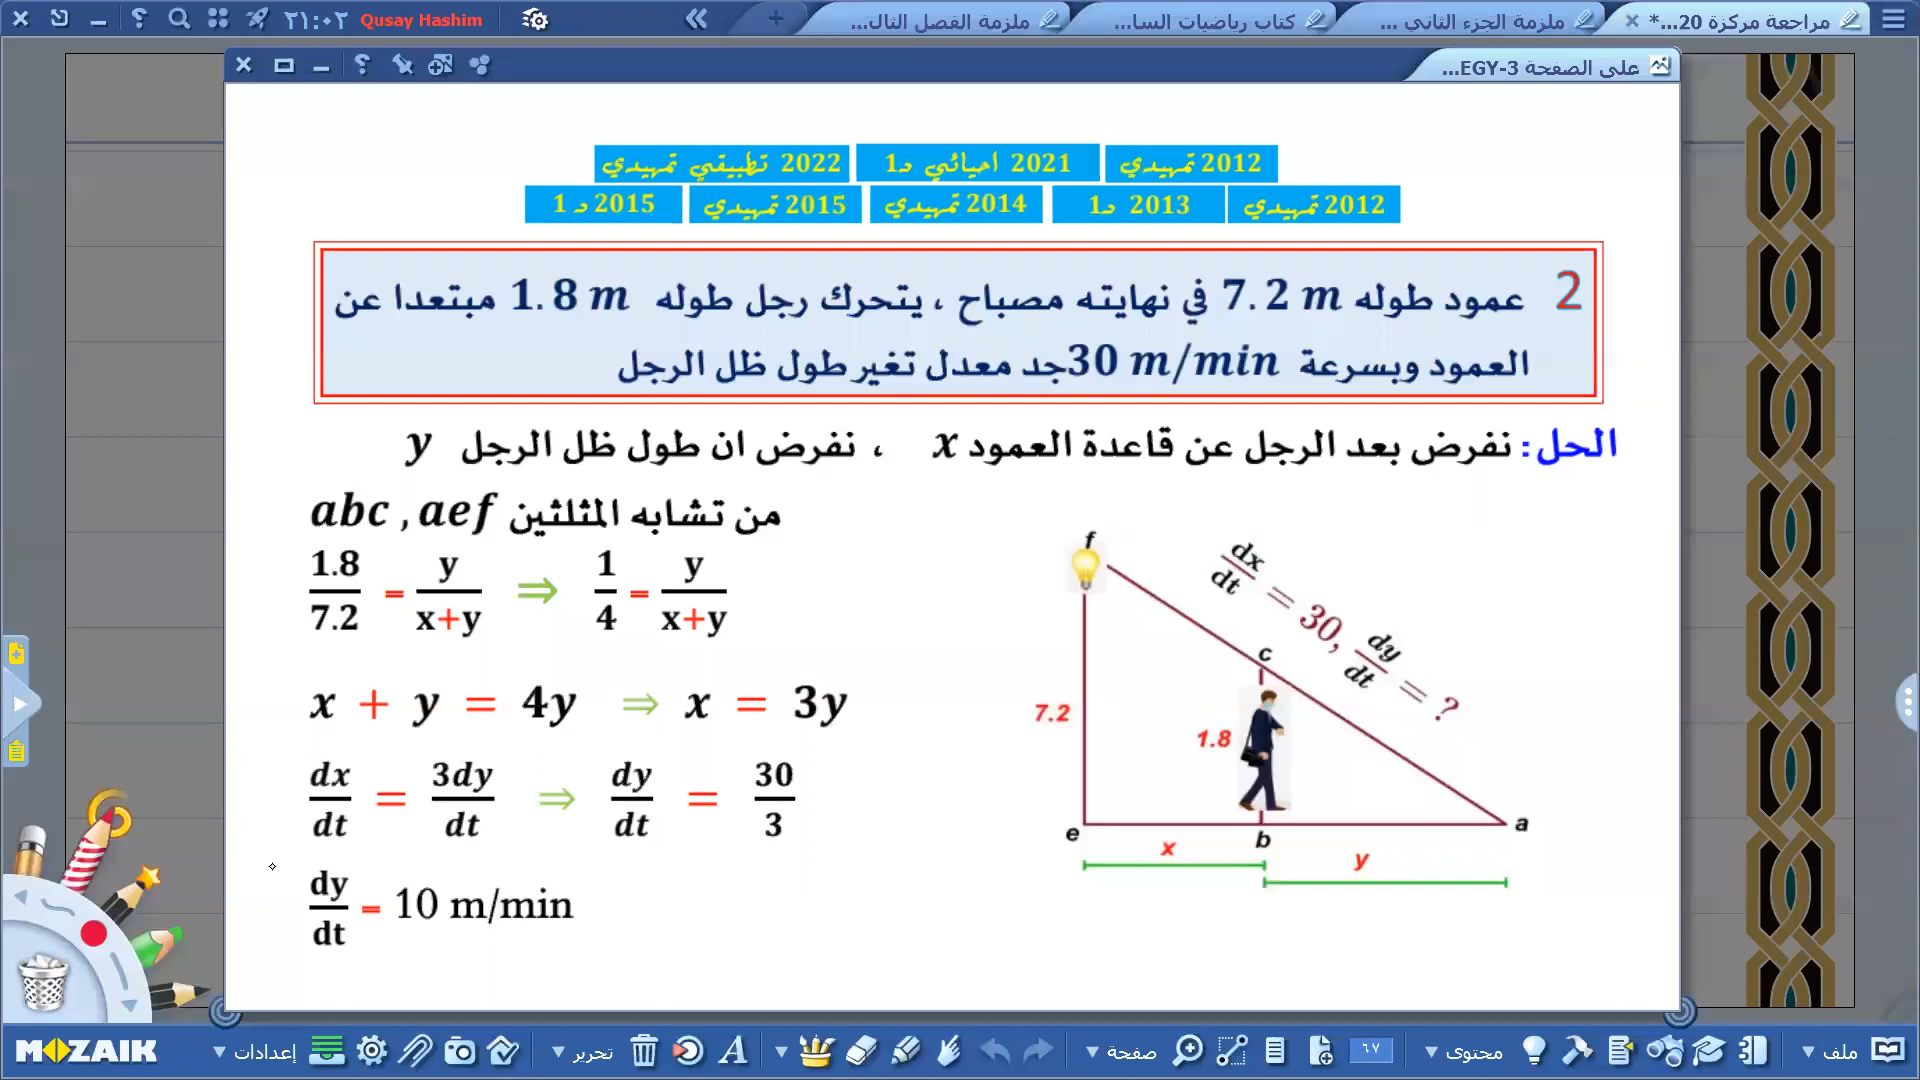 ٢١:٠٢ Qusay Hashim
مراجعة مركزة 20...*
ملزمة الجزء الثاني ...
كتاب رياضيات السا...
ملزمة الفصل الثال...
على الصفحة EGY-3...
2012 تمهيدي
2021 احيائي د1
2022 تطبيقي تمهيدي
2012 تمهيدي
2013 د1
2014 تمهيدي
2015 تمهيدي
2015 د 1
2 عمود طوله 7.2 m في نهايته مصباح ، يتحرك رجل طوله 1.8 m مبتعدا عن
العمود وبسرعة 30 m/min جد معدل تغير طول ظل الرجل
الحل: نفرض بعد الرجل عن قاعدة العمود x ، نفرض ان طول ظل الرجل y
من تشابه المثلثين abc , aef
1.8/7.2 = y/(x+y) ⇒ 1/4 = y/(x+y)
x + y = 4y ⇒ x = 3y
dx/dt = 3dy/dt ⇒ dy/dt = 30/3
dy/dt = 10 m/min
f
dx/dt = 30, dy/dt = ?
c
7.2
1.8
e
b
a
x
y
MOZAIK
إعدادات
تحرير
صفحة
٦٧
محتوى
ملف